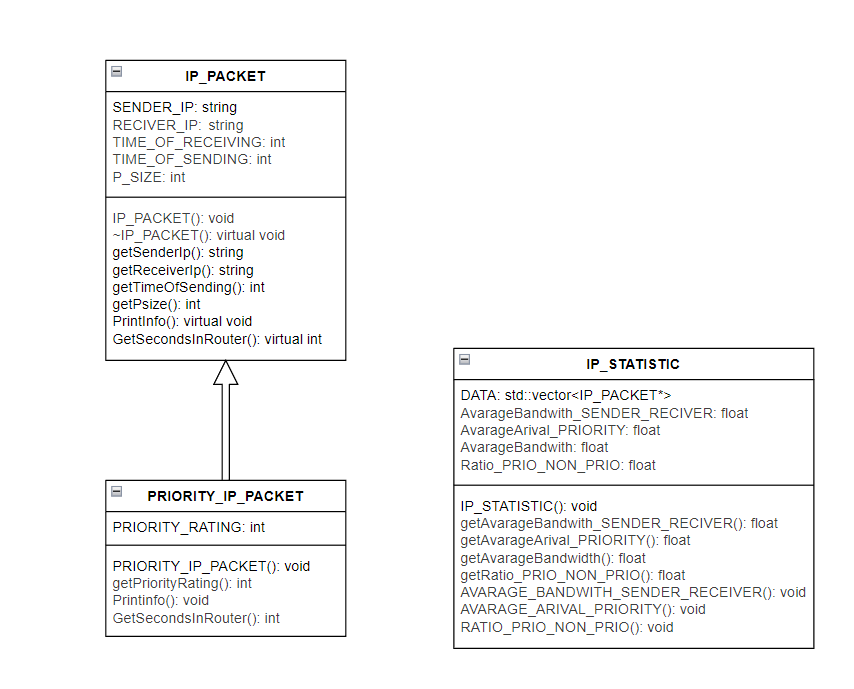 IP_PACKET
SENDER_IP: string
RECIVER_IP: string
TIME_OF_RECEIVING: int
TIME_OF_SENDING: int
P_SIZE: int
IP_PACKET(): void
~IP_PACKET(): virtual void
getSenderIp(): string
getReceiverIp(): string
getTimeOfSending(): int
getPsize(): int
PrintInfo(): virtual void
GetSecondsInRouter(): virtual int
PRIORITY_IP_PACKET
PRIORITY_RATING: int
PRIORITY_IP_PACKET(): void
getPriorityRating(): int
Printinfo(): void
GetSecondsInRouter(): int
IP_STATISTIC
DATA: std::vector<IP_PACKET*>
AvarageBandwith_SENDER_RECIVER: float
AvarageArival_PRIORITY: float
AvarageBandwith: float
Ratio_PRIO_NON_PRIO: float
IP_STATISTIC(): void
getAvarageBandwith_SENDER_RECIVER(): float
getAvarageArival_PRIORITY(): float
getAvarageBandwidth(): float
getRatio_PRIO_NON_PRIO(): float
AVARAGE_BANDWITH_SENDER_RECEIVER(): void
AVARAGE_ARIVAL_PRIORITY(): void
RATIO_PRIO_NON_PRIO(): void